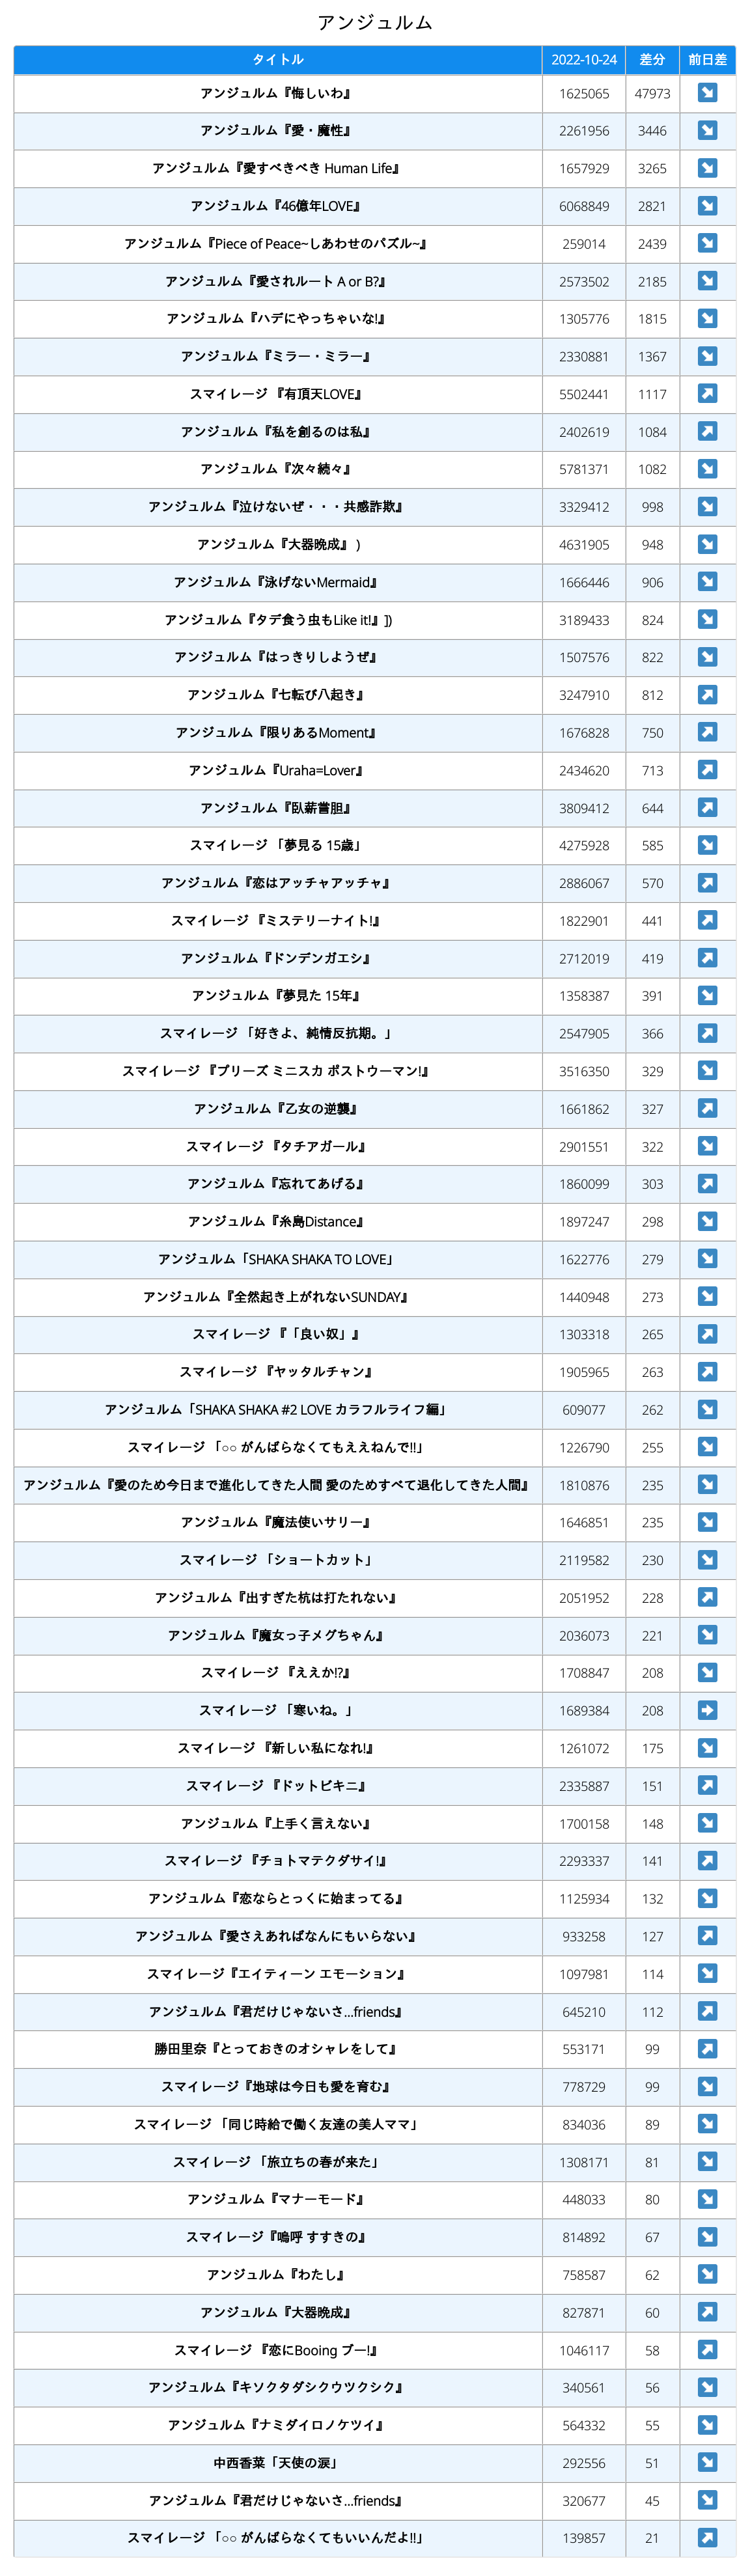 アンジュルム
タイトル 2022-10-24 差分 前日差
アンジュルム『悔しいわ』 1625065 47973 ↘
アンジュルム『愛・魔性』 2261956 3446 ↘
アンジュルム『愛すべきべき Human Life』 1657929 3265 ↘
アンジュルム『46億年LOVE』 6068849 2821 ↘
アンジュルム『Piece of Peace~しあわせのパズル~』 259014 2439 ↘
アンジュルム『愛されルート A or B?』 2573502 2185 ↘
アンジュルム『ハデにやっちゃいな!』 1305776 1815 ↘
アンジュルム『ミラー・ミラー』 2330881 1367 ↘
スマイレージ 『有頂天LOVE』 5502441 1117 ↗
アンジュルム『私を創るのは私』 2402619 1084 ↗
アンジュルム『次々続々』 5781371 1082 ↘
アンジュルム『泣けないぜ・・・共感詐欺』 3329412 998 ↘
アンジュルム『大器晩成』 ) 4631905 948 ↘
アンジュルム『泳げないMermaid』 1666446 906 ↘
アンジュルム『タデ食う虫もLike it!』]) 3189433 824 ↘
アンジュルム『はっきりしようぜ』 1507576 822 ↘
アンジュルム『七転び八起き』 3247910 812 ↗
アンジュルム『限りあるMoment』 1676828 750 ↗
アンジュルム『Uraha=Lover』 2434620 713 ↗
アンジュルム『臥薪嘗胆』 3809412 644 ↗
スマイレージ 「夢見る 15歳」 4275928 585 ↘
アンジュルム『恋はアッチャアッチャ』 2886067 570 ↗
スマイレージ 『ミステリーナイト!』 1822901 441 ↗
アンジュルム『ドンデンガエシ』 2712019 419 ↗
アンジュルム『夢見た 15年』 1358387 391 ↘
スマイレージ 「好きよ、純情反抗期。」 2547905 366 ↗
スマイレージ 『プリーズ ミニスカ ポストウーマン!』 3516350 329 ↘
アンジュルム『乙女の逆襲』 1661862 327 ↗
スマイレージ 『タチアガール』 2901551 322 ↘
アンジュルム『忘れてあげる』 1860099 303 ↗
アンジュルム『糸島Distance』 1897247 298 ↘
アンジュルム「SHAKA SHAKA TO LOVE」 1622776 279 ↘
アンジュルム『全然起き上がれないSUNDAY』 1440948 273 ↘
スマイレージ 『「良い奴」』 1303318 265 ↗
スマイレージ 『ヤッタルチャン』 1905965 263 ↗
アンジュルム「SHAKA SHAKA #2 LOVE カラフルライフ編」 609077 262 ↘
スマイレージ 「○○ がんばらなくてもええねんで!!」 1226790 255 ↘
アンジュルム『愛のため今日まで進化してきた人間 愛のためすべて退化してきた人間』 1810876 235 ↘
アンジュルム『魔法使いサリー』 1646851 235 ↘
スマイレージ 「ショートカット」 2119582 230 ↘
アンジュルム『出すぎた杭は打たれない』 2051952 228 ↗
アンジュルム『魔女っ子メグちゃん』 2036073 221 ↘
スマイレージ 『ええか!?』 1708847 208 ↘
スマイレージ 「寒いね。」 1689384 208 ➡
スマイレージ 『新しい私になれ!』 1261072 175 ↘
スマイレージ 『ドットビキニ』 2335887 151 ↗
アンジュルム『上手く言えない』 1700158 148 ↘
スマイレージ 『チョトマテクダサイ!』 2293337 141 ↗
アンジュルム『恋ならとっくに始まってる』 1125934 132 ↘
アンジュルム『愛さえあればなんにもいらない』 933258 127 ↗
スマイレージ『エイティーン エモーション』 1097981 114 ↘
アンジュルム『君だけじゃないさ...friends』 645210 112 ↗
勝田里奈『とっておきのオシャレをして』 553171 99 ↗
スマイレージ『地球は今日も愛を育む』 778729 99 ↘
スマイレージ 「同じ時給で働く友達の美人ママ」 834036 89 ↘
スマイレージ 「旅立ちの春が来た」 1308171 81 ↘
アンジュルム『マナーモード』 448033 80 ↘
スマイレージ『嗚呼 すすきの』 814892 67 ↘
アンジュルム『わたし』 758587 62 ↘
アンジュルム『大器晩成』 827871 60 ↗
スマイレージ 『恋にBooing ブー!』 1046117 58 ↗
アンジュルム『キソクタダシクウツクシク』 340561 56 ↘
アンジュルム『ナミダイロノケツイ』 564332 55 ↘
中西香菜「天使の涙」 292556 51 ↘
アンジュルム『君だけじゃないさ...friends』 320677 45 ↘
スマイレージ 「○○ がんばらなくてもいいんだよ!!」 139857 21 ↗